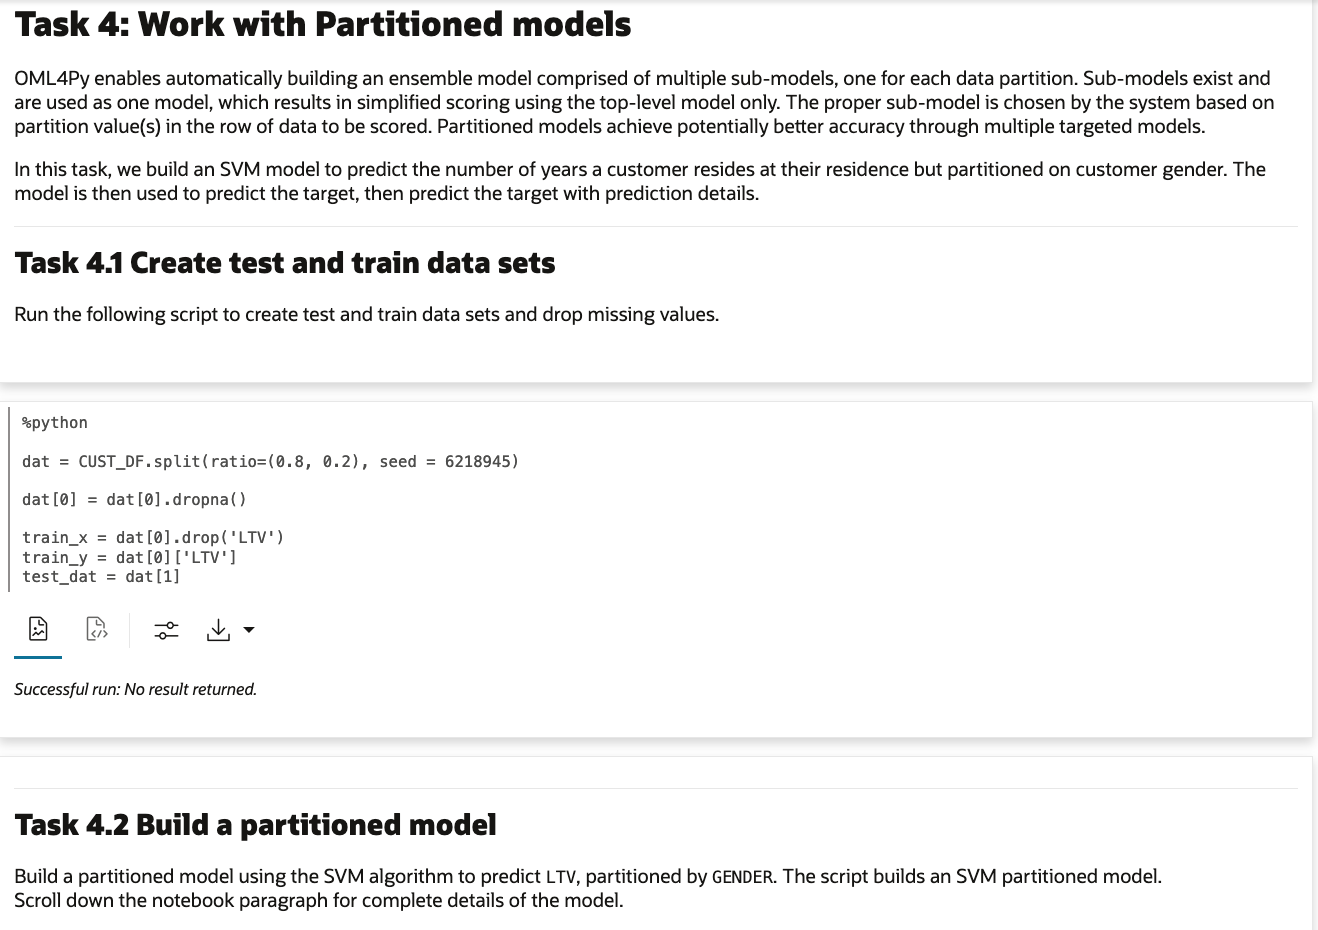 Task 4: Work with Partitioned models
OML4Py enables automatically building an ensemble model comprised of multiple sub-models, one for each data partition. Sub-models exist and
are used as one model, which results in simplified scoring using the top-level model only. The proper sub-model is chosen by the system based on
partition value(s) in the row of data to be scored. Partitioned models achieve potentially better accuracy through multiple targeted models.
In this task, we build an SVM model to predict the number of years a customer resides at their residence but partitioned on customer gender. The
model is then used to predict the target, then predict the target with prediction details.
Task 4.1 Create test and train data sets
Run the following script to create test and train data sets and drop missing values.
%python
dat = CUST_DF.split(ratio=(0.8, 0.2), seed = 6218945)
dat[0] = dat[0].dropna()
train_x = dat[0].drop('LTV')
train_y = dat[0]['LTV']
test_dat = dat[1]
Successful run: No result returned.
Task 4.2 Build a partitioned model
Build a partitioned model using the SVM algorithm to predict LTV, partitioned by GENDER. The script builds an SVM partitioned model.
Scroll down the notebook paragraph for complete details of the model.